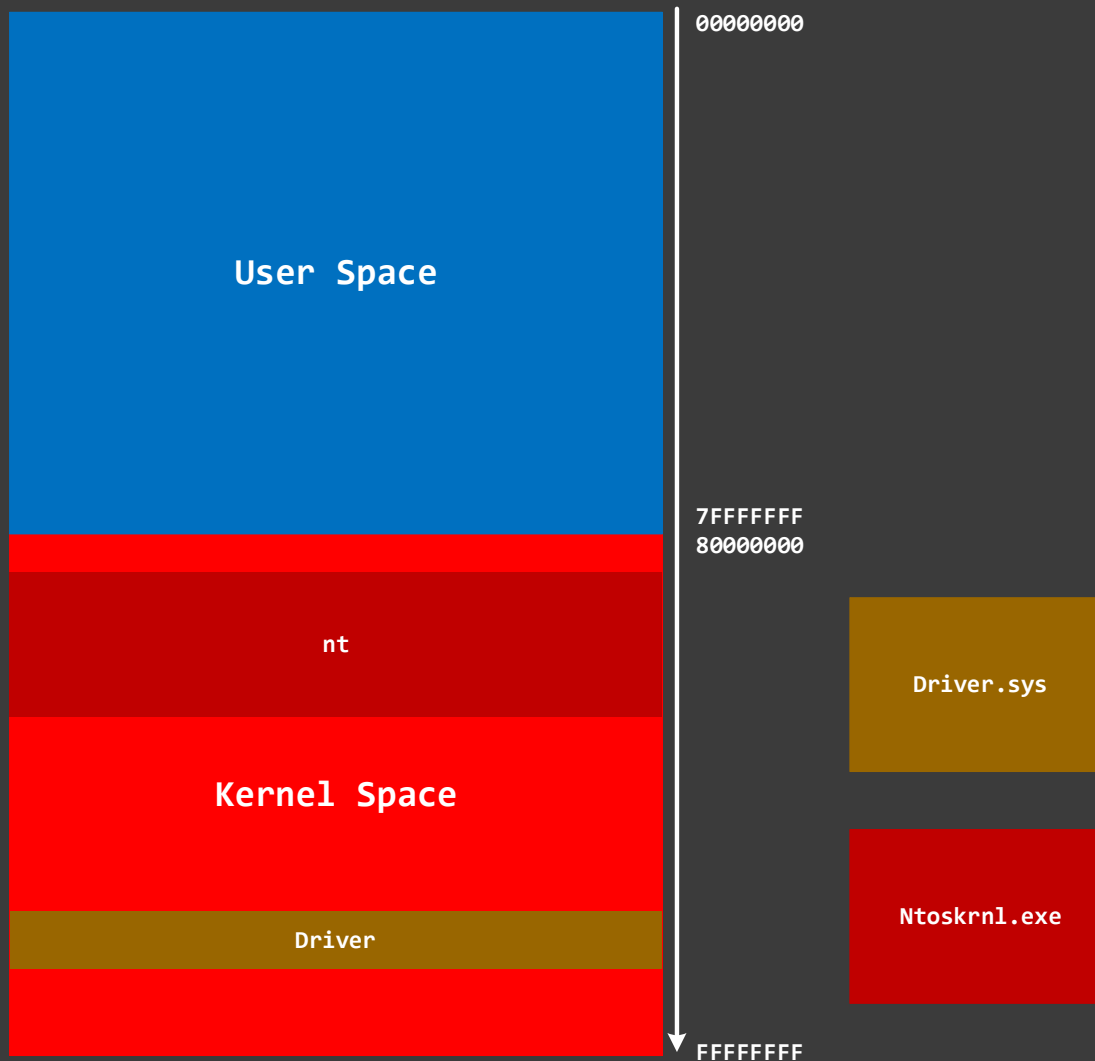 00000000
User Space
7FFFFFFF
80000000
nt
Driver.sys
Kernel Space
Ntoskrnl.exe
Driver
FFFFFFFF